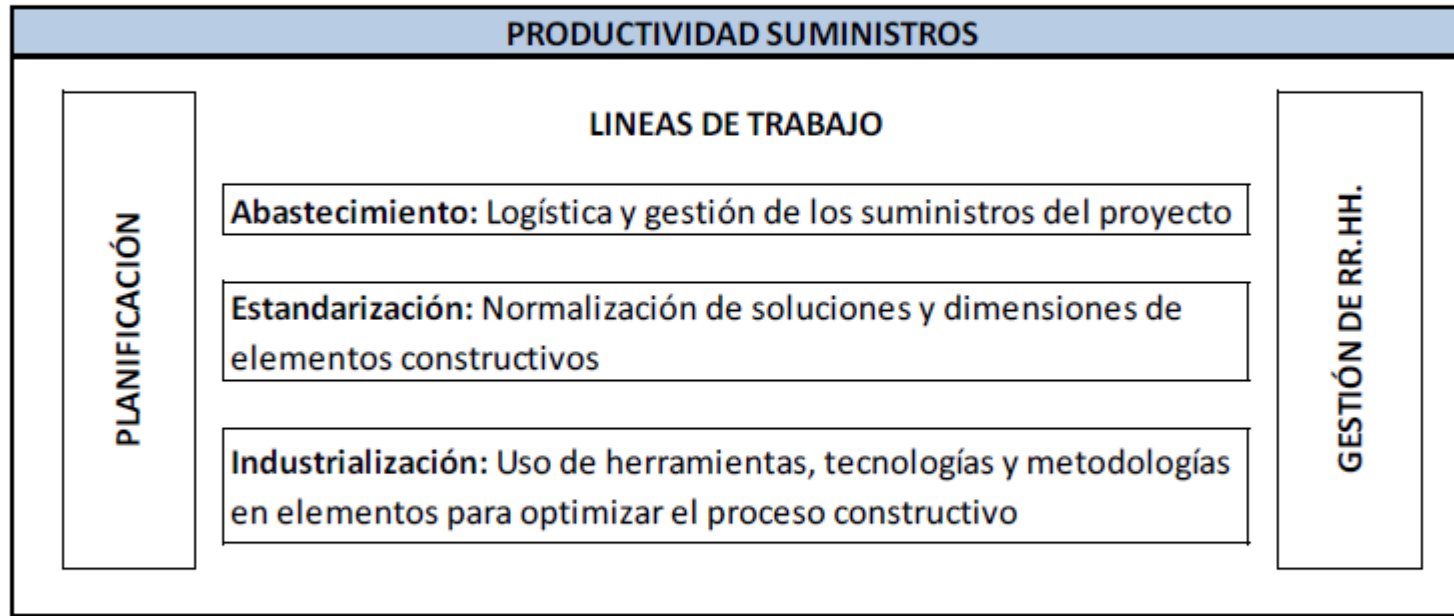 PRODUCTIVIDAD SUMINISTROS
PLANIFICACIÓN
LINEAS DE TRABAJO
Abastecimiento: Logística y gestión de los suministros del proyecto
Estandarización: Normalización de soluciones y dimensiones de
elementos constructivos
Industrialización: Uso de herramientas, tecnologías y metodologías
en elementos para optimizar el proceso constructivo
GESTIÓN DE RR.HH.